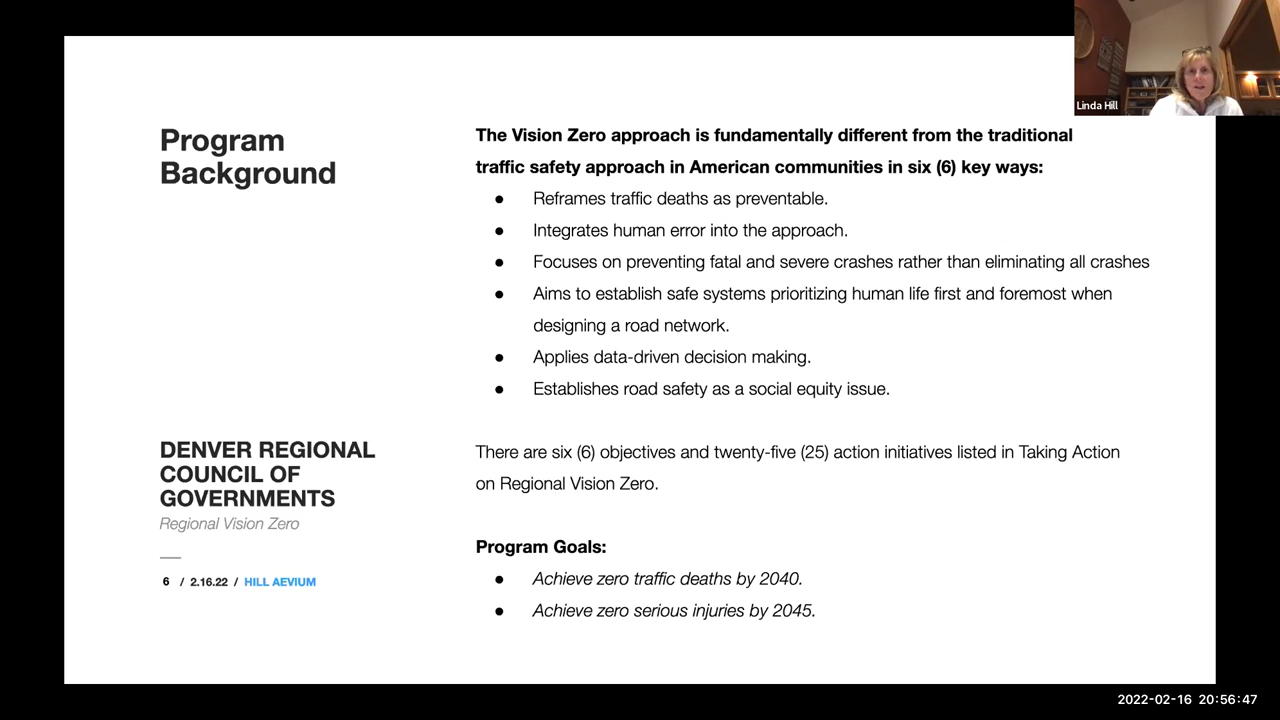 Linda Hill
Program
Background
The Vision Zero approach is fundamentally different from the traditional
traffic safety approach in American communities in six (6) key ways:
● Reframes traffic deaths as preventable.
● Integrates human error into the approach.
● Focuses on preventing fatal and severe crashes rather than eliminating all crashes
● Aims to establish safe systems prioritizing human life first and foremost when
designing a road network.
● Applies data-driven decision making.
● Establishes road safety as a social equity issue.
DENVER REGIONAL
COUNCIL OF
GOVERNMENTS
Regional Vision Zero
6 / 2.16.22 / HILL AEVIUM
There are six (6) objectives and twenty-five (25) action initiatives listed in Taking Action
on Regional Vision Zero.
Program Goals:
● Achieve zero traffic deaths by 2040.
● Achieve zero serious injuries by 2045.
2022-02-16 20:56:47